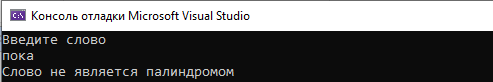 Консоль отладки Microsoft Visual Studio
Введите слово
пока
Слово не является палиндромом